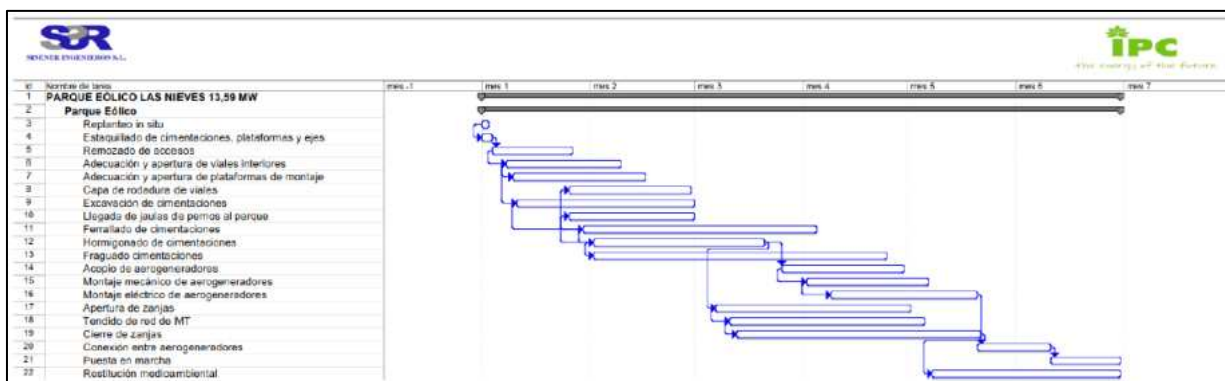 SISENER INGENIEROS S.L.
iPC
the energy of the future
id Nombre de tarea mes -1 mes 1 mes 2 mes 3 mes 4 mes 5 mes 6 mes 7
1 PARQUE EÓLICO LAS NIEVES 13,59 MW
2 Parque Eólico
3 Replanteo in situ
4 Estaquillado de cimentaciones, plataformas y ejes
5 Remozado de accesos
6 Adecuación y apertura de viales interiores
7 Adecuación y apertura de plataformas de montaje
8 Capa de rodadura de viales
9 Excavación de cimentaciones
10 Llegada de jaulas de pernos al parque
11 Ferrallado de cimentaciones
12 Hormigonado de cimentaciones
13 Fraguado cimentaciones
14 Acopio de aerogeneradores
15 Montaje mecánico de aerogeneradores
16 Montaje eléctrico de aerogeneradores
17 Apertura de zanjas
18 Tendido de red de MT
19 Cierre de zanjas
20 Conexión entre aerogeneradores
21 Puesta en marcha
22 Restitución medioambiental